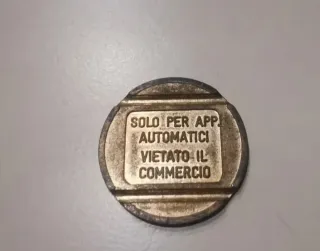 SOLO PER APP.
AUTOMATICI
VIETATO IL
COMMERCIO